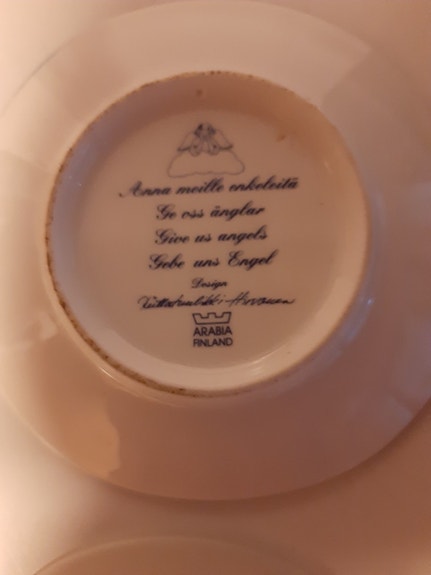 Anna meille enkeleitä
Ge oss änglar
Give us angels
Gebe uns Engel
Design
ARABIA
FINLAND